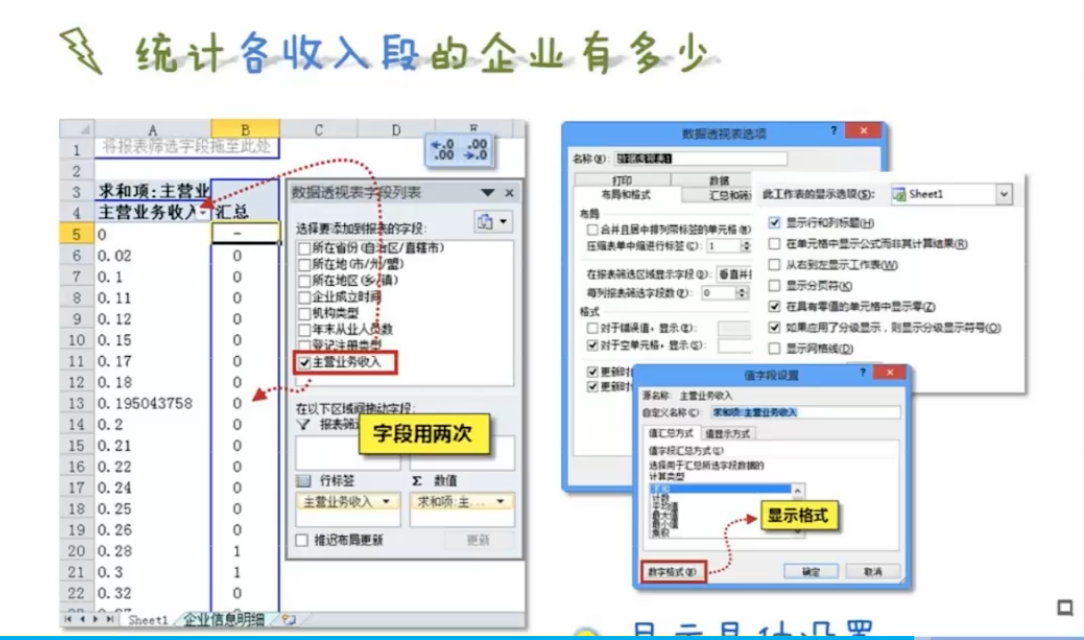 统计各收入段的企业有多少
A B C D E
1 将报表筛选字段拖至此处
2
3 求和项:主营业
4 主营业务收入 汇总
5 0 -
6 0.02 0
7 0.1 0
8 0.11 0
9 0.12 0
10 0.15 0
11 0.17 0
12 0.18 0
13 0.195043758 0
14 0.2 0
15 0.21 0
16 0.22 0
17 0.24 0
18 0.25 0
19 0.26 0
20 0.28 1
21 0.3 1
22 0.32 0
Sheet1 企业信息明细
.0 .00
.00 .0
数据透视表字段列表
选择要添加到报表的字段:
所在省份(自治区/直辖市)
所在地(市/州/盟)
所在地区(乡/镇)
企业成立时间
机构类型
年末从业人员数
登记注册类型
主营业务收入
在以下区域间拖动字段:
报表筛
字段用两次
行标签 Σ 数值
主营业务收入 求和项:主...
推迟布局更新 更新
数据透视表选项
名称(N): 数据透视表1
打印 数据
布局和格式 汇总和筛
布局
合并且居中排列带标签的单元格(M)
压缩表单中缩进行标签(C): 1
在报表筛选区域显示字段(D): 垂直并
每列报表筛选字段数(F): 0
格式
对于错误值，显示(E):
对于空单元格，显示(S):
更新时
更新时
此工作表的显示选项(S): Sheet1
显示行和列标题(H)
在单元格中显示公式而非其计算结果(R)
从右到左显示工作表(W)
显示分页符(K)
在具有零值的单元格中显示零(Z)
如果应用了分级显示，则显示分级显示符号(O)
显示网格线(D)
值字段设置
源名称: 主营业务收入
自定义名称(C): 求和项:主营业务收入
值汇总方式 值显示方式
值字段汇总方式(S)
选择用于汇总所选字段数据的
计算类型
求和
计数
平均值
最大值
最小值
乘积
显示格式
数字格式(N) 确定 取消